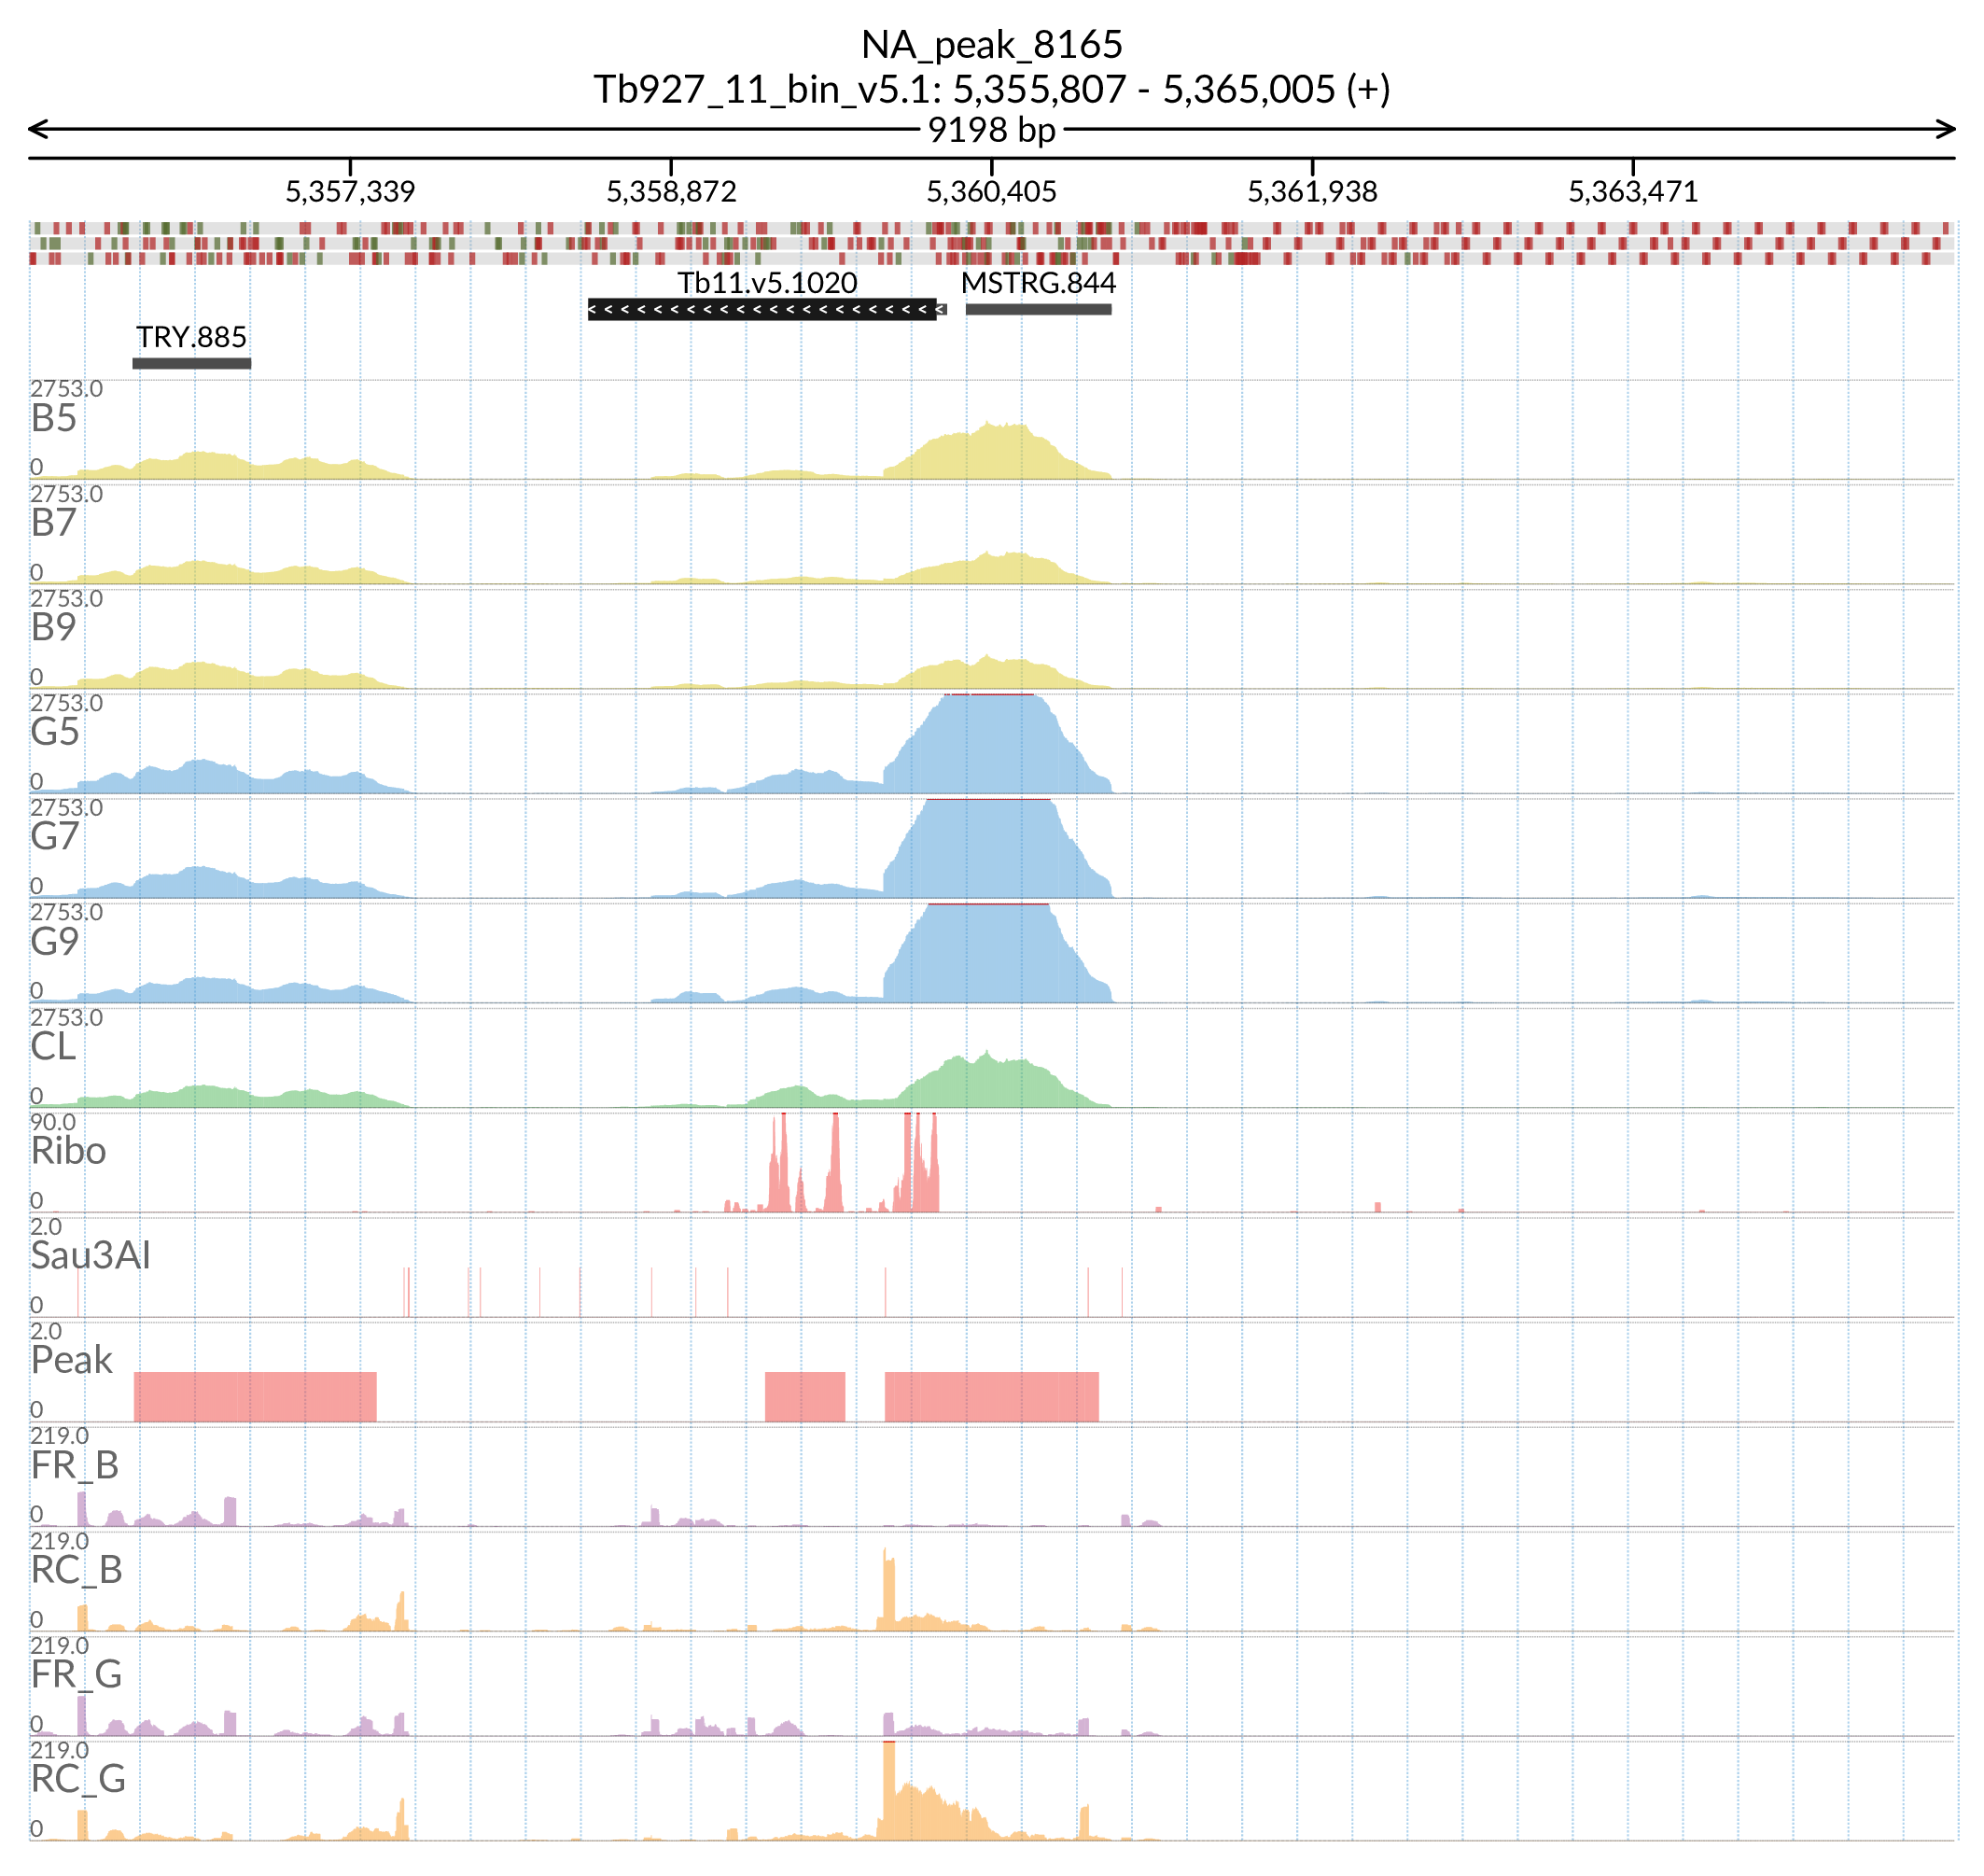 NA_peak_8165
Tb927_11_bin_v5.1: 5,355,807 - 5,365,005 (+)
9198 bp
5,357,339 5,358,872 5,360,405 5,361,938 5,363,471
Tb11.v5.1020 MSTRG.844
TRY.885
2753.0
B5
0
2753.0
B7
0
2753.0
B9
0
2753.0
G5
0
2753.0
G7
0
2753.0
G9
0
2753.0
CL
0
90.0
Ribo
0
2.0
Sau3AI
0
2.0
Peak
0
219.0
FR_B
0
219.0
RC_B
0
219.0
FR_G
0
219.0
RC_G
0